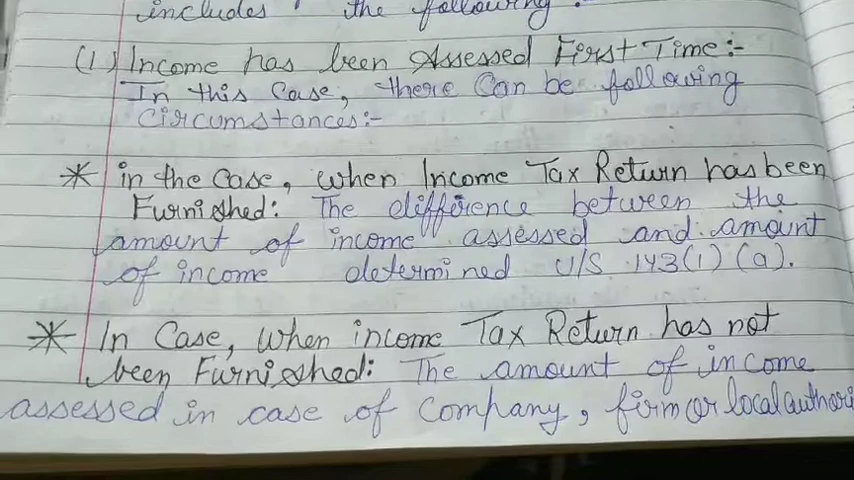 includes the following :
(1) Income has been Assessed First Time :-
In this Case, there Can be following
Circumstances:-
* in the Case, when Income Tax Return has been
Furnished: The difference between the
amount of income assessed and amount
of income determined U/S 143(1) (a).
* In Case, when income Tax Return has not
been Furnished: The amount of income
assessed in case of Company, firm or local authori